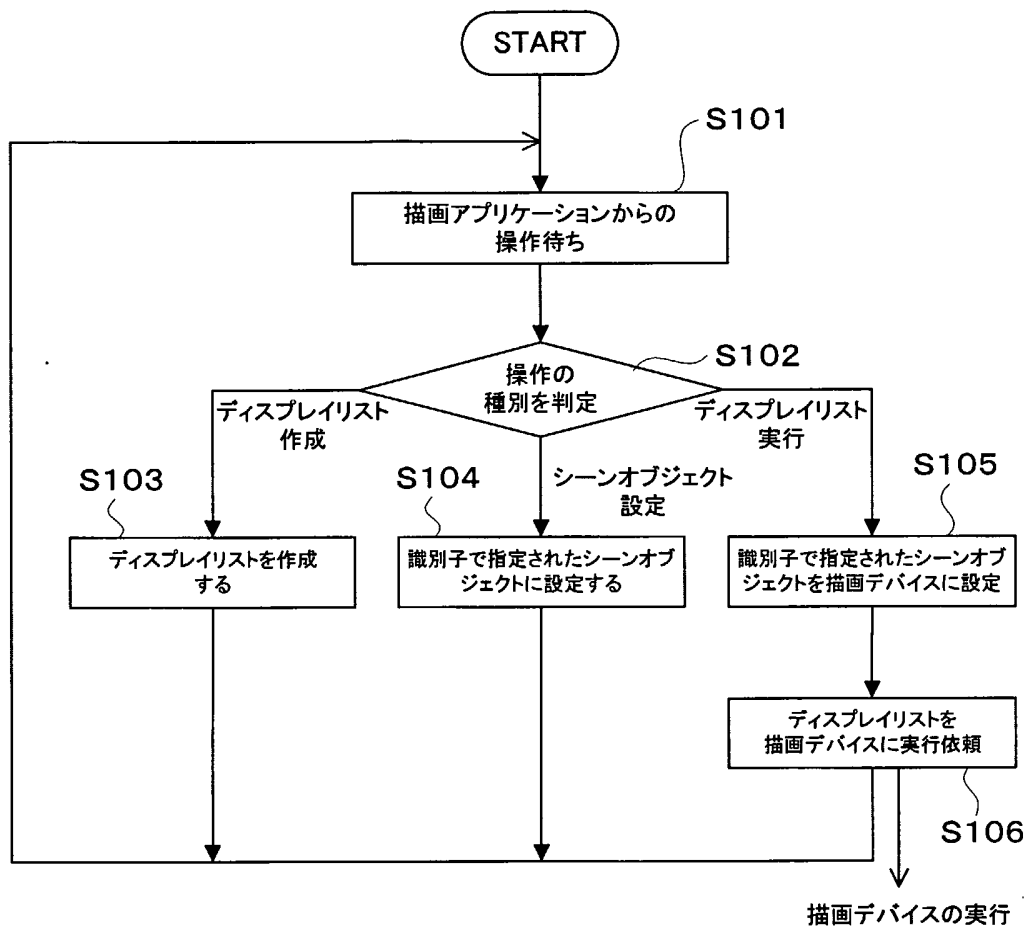 START
S101
描画アプリケーションからの
操作待ち
S102
操作の
種別を判定
ディスプレイリスト
作成
ディスプレイリスト
実行
シーンオブジェクト
設定
S103
S104
S105
ディスプレイリストを作成
する
識別子で指定されたシーンオブ
ジェクトに設定する
識別子で指定されたシーンオブ
ジェクトを描画デバイスに設定
ディスプレイリストを
描画デバイスに実行依頼
S106
描画デバイスの実行